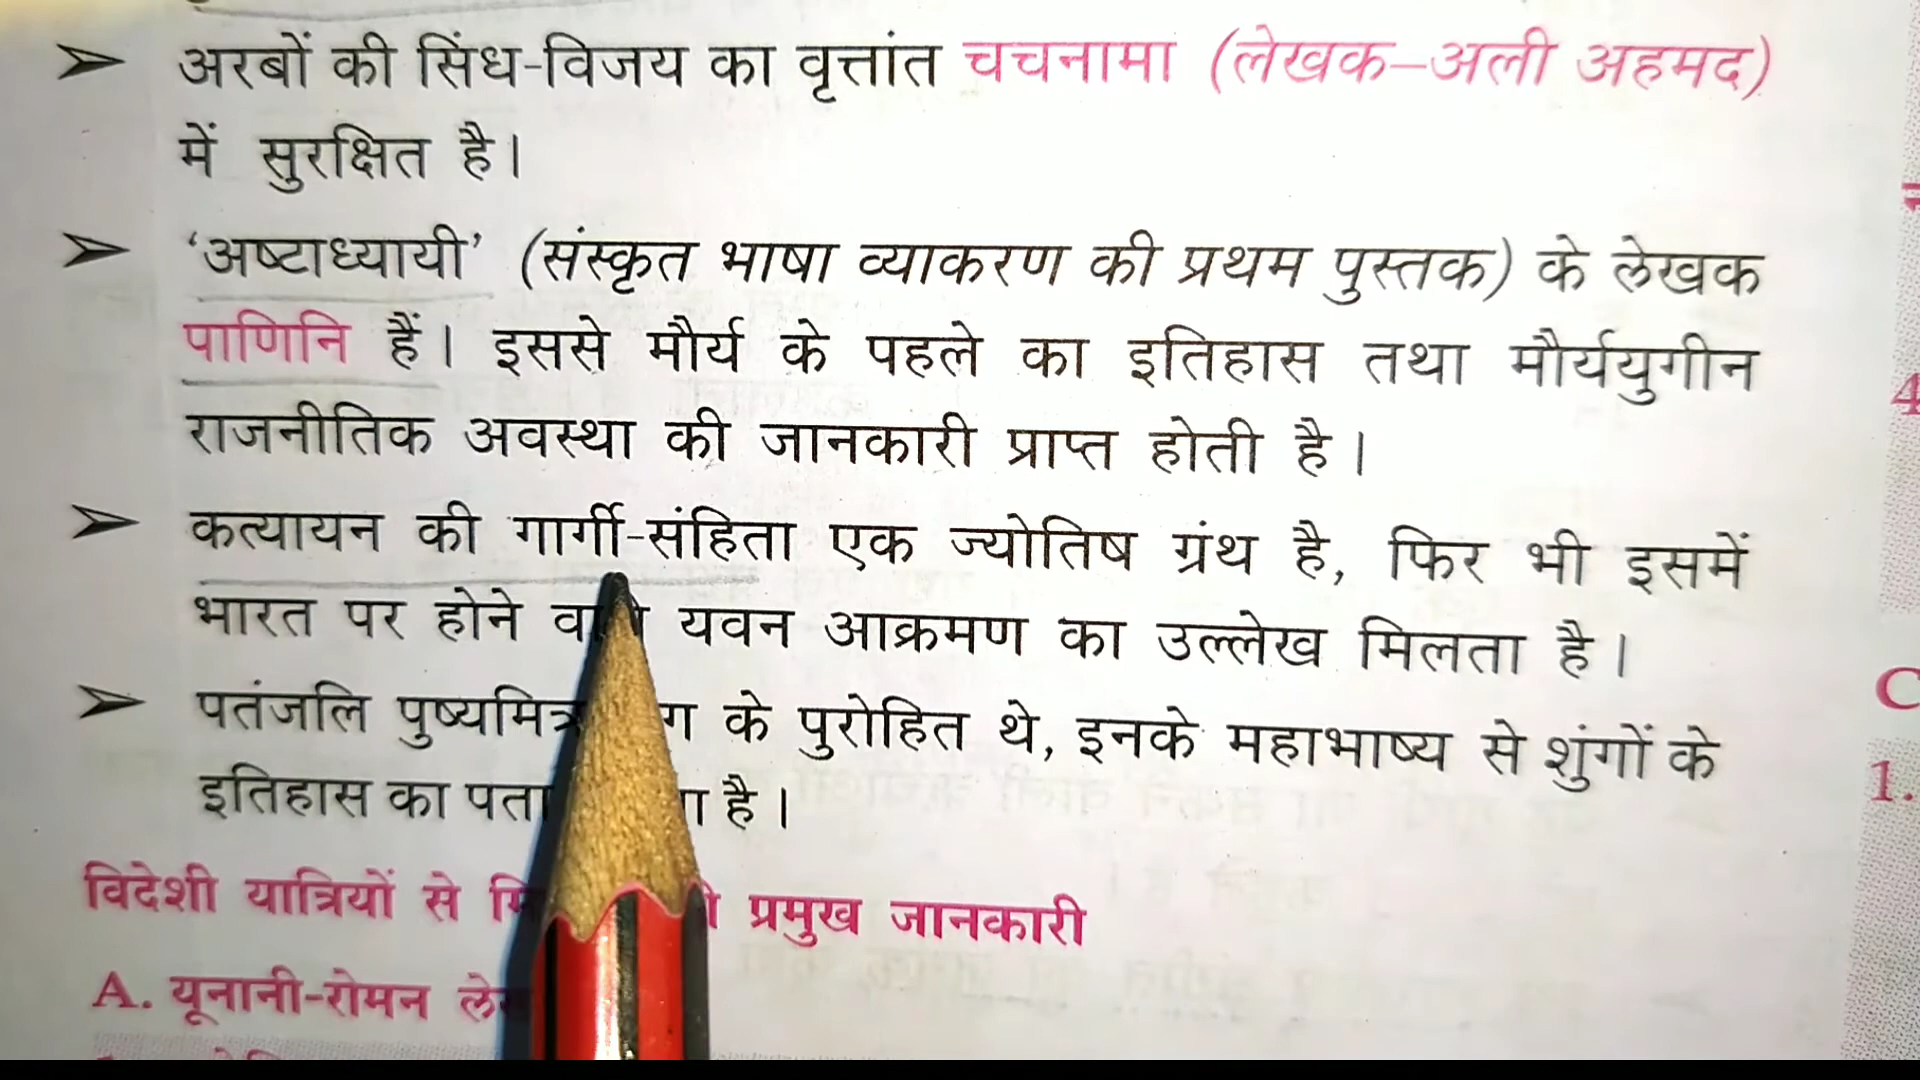 ➢ अरबों की सिंध-विजय का वृत्तांत चचनामा (लेखक–अली अहमद)
में सुरक्षित है।
➢ ‘अष्टाध्यायी’ (संस्कृत भाषा व्याकरण की प्रथम पुस्तक) के लेखक
पाणिनि हैं। इससे मौर्य के पहले का इतिहास तथा मौर्ययुगीन
राजनीतिक अवस्था की जानकारी प्राप्त होती है।
➢ कत्यायन की गार्गी-संहिता एक ज्योतिष ग्रंथ है, फिर भी इसमें
भारत पर होने यवन आक्रमण का उल्लेख मिलता है।
➢ पतंजलि पुष्यमित्र के पुरोहित थे, इनके महाभाष्य से शुंगों के
इतिहास का पता है।
विदेशी यात्रियों से प्रमुख जानकारी
A. यूनानी-रोमन
4
C
1.